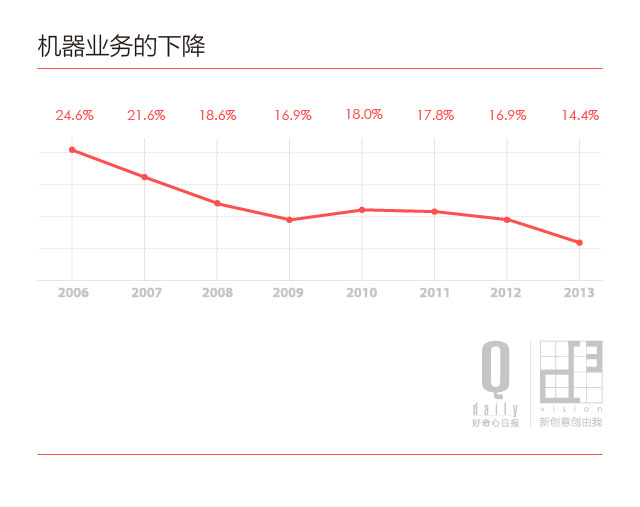 机器业务的下降
24.6% 21.6% 18.6% 16.9% 18.0% 17.8% 16.9% 14.4%
2006 2007 2008 2009 2010 2011 2012 2013
Q
daily
好奇心日报
vision
新创意创由我